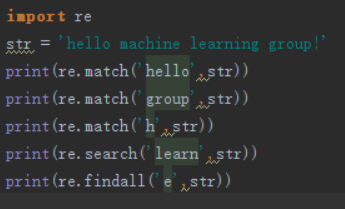 import re
str = 'hello machine learning group!'
print(re.match('hello',str))
print(re.match('group',str))
print(re.match('h',str))
print(re.search('learn',str))
print(re.findall('e',str))